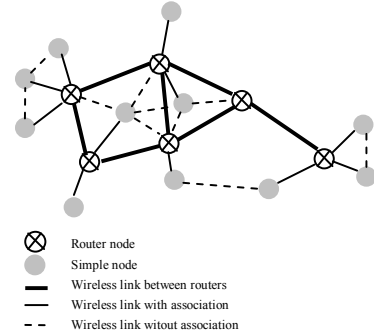 Router node
Simple node
Wireless link between routers
Wireless link with association
Wireless link witout association